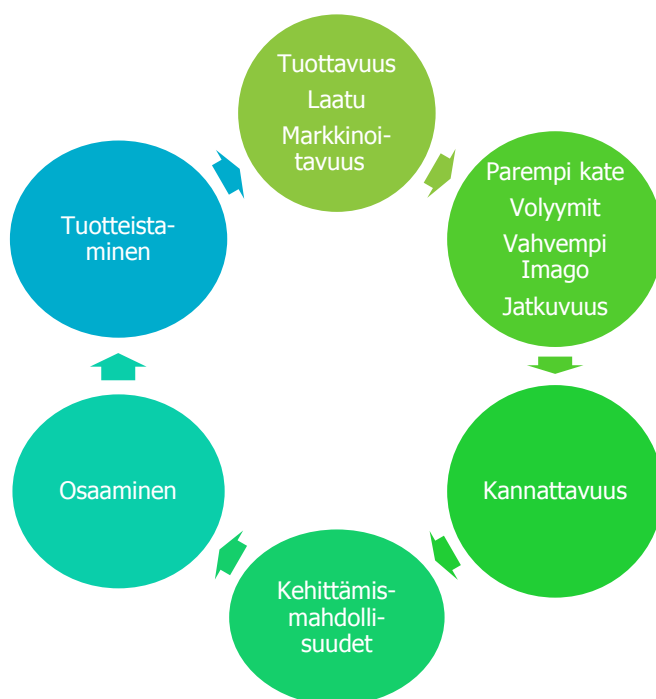 Tuottavuus
Laatu
Markkinoi-
tavuus
Parempi kate
Volyymit
Vahvempi
Imago
Jatkuvuus
Kannattavuus
Kehittämis-
mahdolli-
suudet
Osaaminen
Tuotteista-
minen